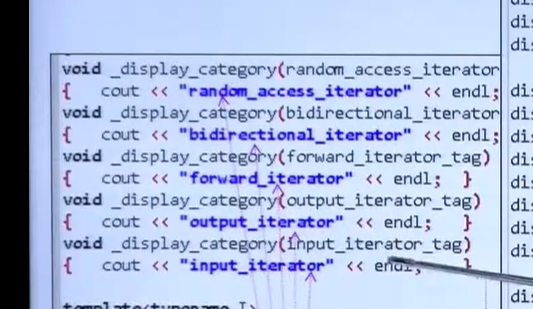 void _display_category(random_access_iterator
{ cout << "random_access_iterator" << endl;
void _display_category(bidirectional_iterator
{ cout << "bidirectional_iterator" << endl;
void _display_category(forward_iterator_tag)
{ cout << "forward_iterator" << endl; }
void _display_category(output_iterator_tag)
{ cout << "output_iterator" << endl; }
void _display_category(input_iterator_tag)
{ cout << "input_iterator" << endl; }
template<typename I>
dis
dis
dis
dis
dis
dis
dis
dis
dis
dis
dis
dis